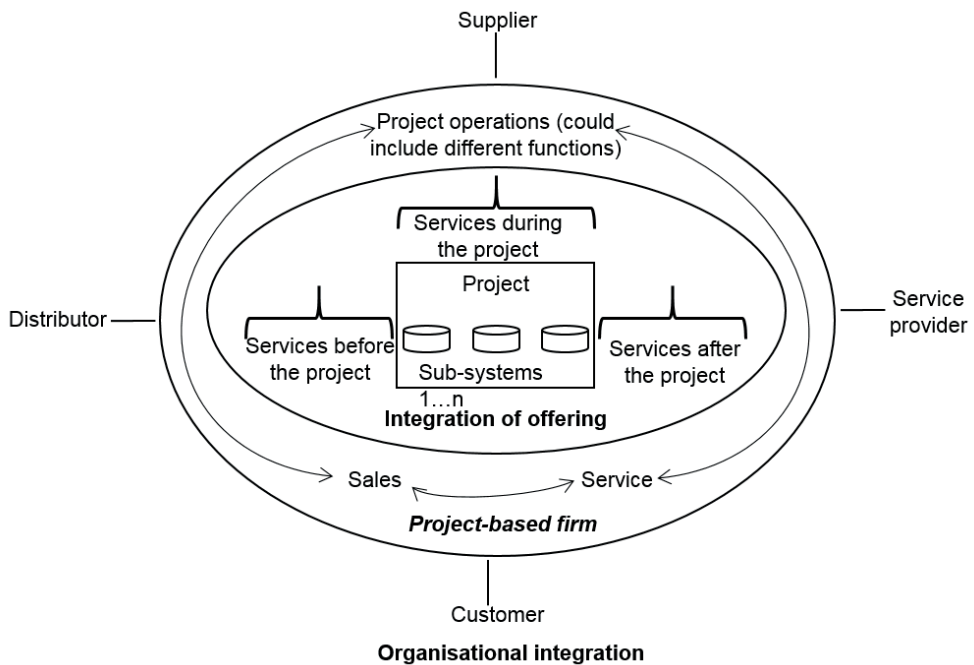 Supplier
Project operations (could
include different functions)
Services during
the project
Project
Distributor
Service
provider
Services before
the project
Services after
the project
Sub-systems
1...n
Integration of offering
Sales
Service
Project-based firm
Customer
Organisational integration